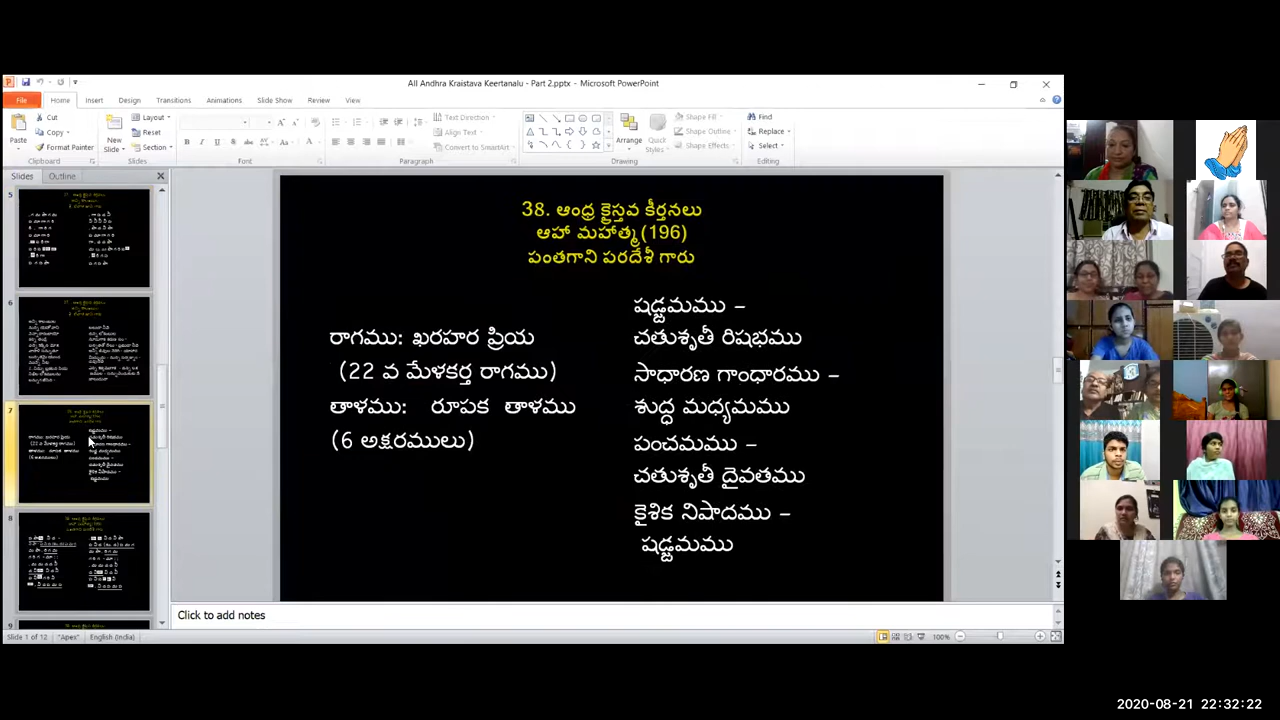 All Andhra Kraistava Keertanalu - Part 2.pptx - Microsoft PowerPoint
File Home Insert Design Transitions Animations Slide Show Review View
Paste
Cut
Copy
Format Painter
Clipboard
New Slide
Layout
Reset
Section
Slides
Font
Text Direction
Align Text
Convert to SmartArt
Paragraph
Arrange
Quick Styles
Shape Fill
Shape Outline
Shape Effects
Drawing
Find
Replace
Select
Editing
Slides Outline
5
6
7
8
9
38. ఆంధ్ర క్రైస్తవ కీర్తనలు
ఆహా మహాత్మ (196)
పంతగాని పరదేశీ గారు
రాగము: ఖరహర ప్రియ
(22 వ మేళకర్త రాగము)
తాళము: రూపక తాళము
(6 అక్షరములు)
షడ్జమము –
చతుశృతీ రిషభము
సాధారణ గాంధారము –
శుద్ధ మధ్యమము
పంచమము –
చతుశృతీ దైవతము
కైశిక నిషాదము –
షడ్జమము
Click to add notes
Slide 1 of 12 "Apex" English (India) 100%
2020-08-21 22:32:22